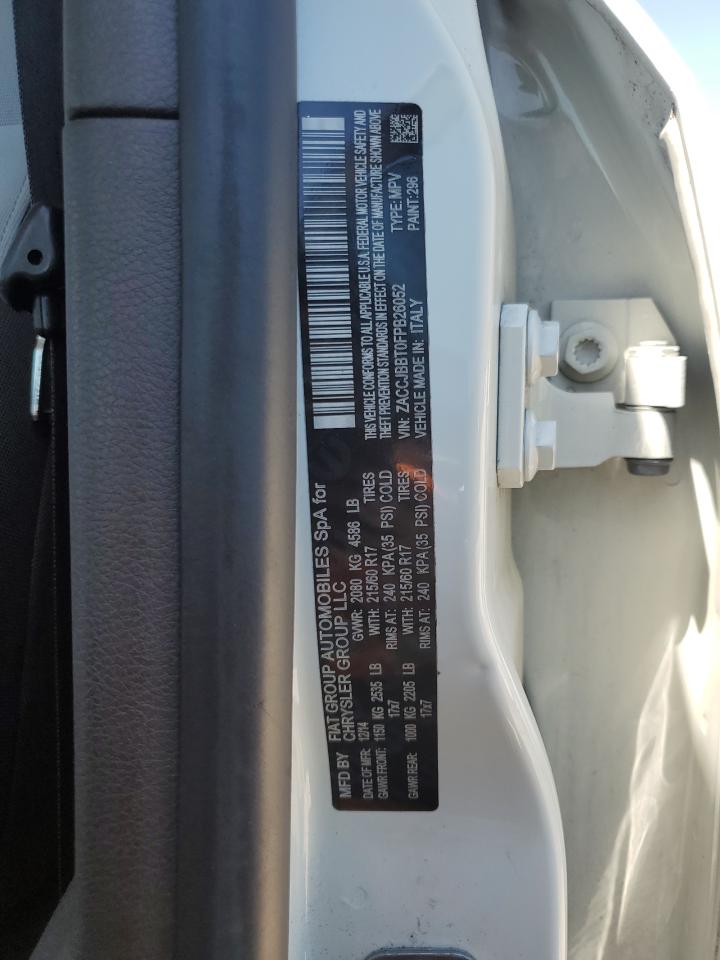 MFD BY FIAT GROUP AUTOMOBILES SpA for
CHRYSLER GROUP LLC
DATE OF MFR: 12/14 GVWR: 2080 KG 4586 LB
GAWR FRONT: 1150 KG 2535 LB WITH: 215/60 R17 TIRES
17x7 RIMS AT: 240 KPA(35 PSI) COLD
GAWR REAR: 1000 KG 2205 LB WITH: 215/60 R17 TIRES
17x7 RIMS AT: 240 KPA(35 PSI) COLD
THIS VEHICLE CONFORMS TO ALL APPLICABLE U.S.A. FEDERAL MOTOR VEHICLE SAFETY AND
THEFT PREVENTION STANDARDS IN EFFECT ON THE DATE OF MANUFACTURE SHOWN ABOVE
VIN: ZACCJBBT0FPB26052 TYPE: MPV
VEHICLE MADE IN: ITALY PAINT:296